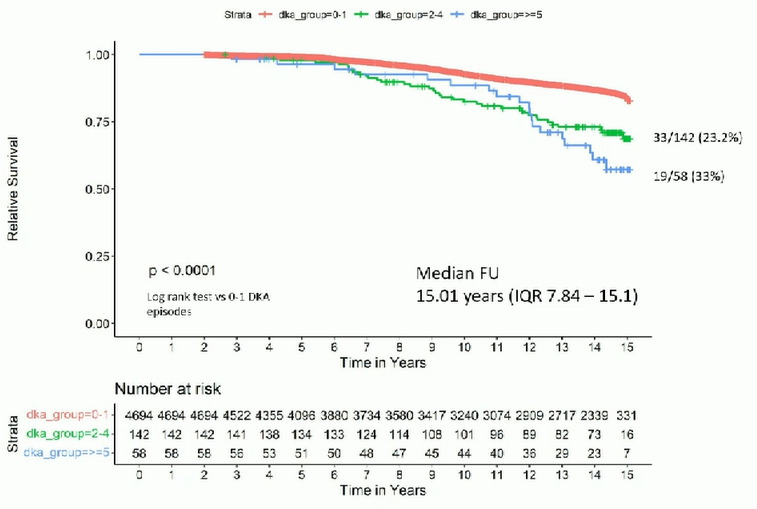 Strata dka_group=0-1 dka_group=2-4 dka_group=>=5
1.00
0.75
0.50
0.25
0.00
Relative Survival
33/142 (23.2%)
19/58 (33%)
p < 0.0001
Log rank test vs 0-1 DKA
episodes
Median FU
15.01 years (IQR 7.84 – 15.1)
0 1 2 3 4 5 6 7 8 9 10 11 12 13 14 15
Time in Years
Number at risk
Strata
dka_group=0-1 4694 4694 4694 4522 4355 4096 3880 3734 3580 3417 3240 3074 2909 2717 2339 331
dka_group=2-4 142 142 142 141 138 134 133 124 114 108 101 96 89 82 73 16
dka_group=>=5 58 58 58 56 53 51 50 48 47 45 44 40 36 29 23 7
0 1 2 3 4 5 6 7 8 9 10 11 12 13 14 15
Time in Years